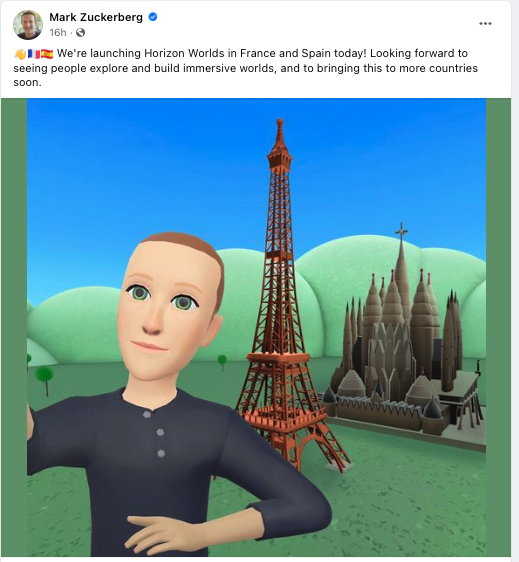 Mark Zuckerberg
16h ·
👋🇫🇷🇪🇸 We're launching Horizon Worlds in France and Spain today! Looking forward to
seeing people explore and build immersive worlds, and to bringing this to more countries
soon.